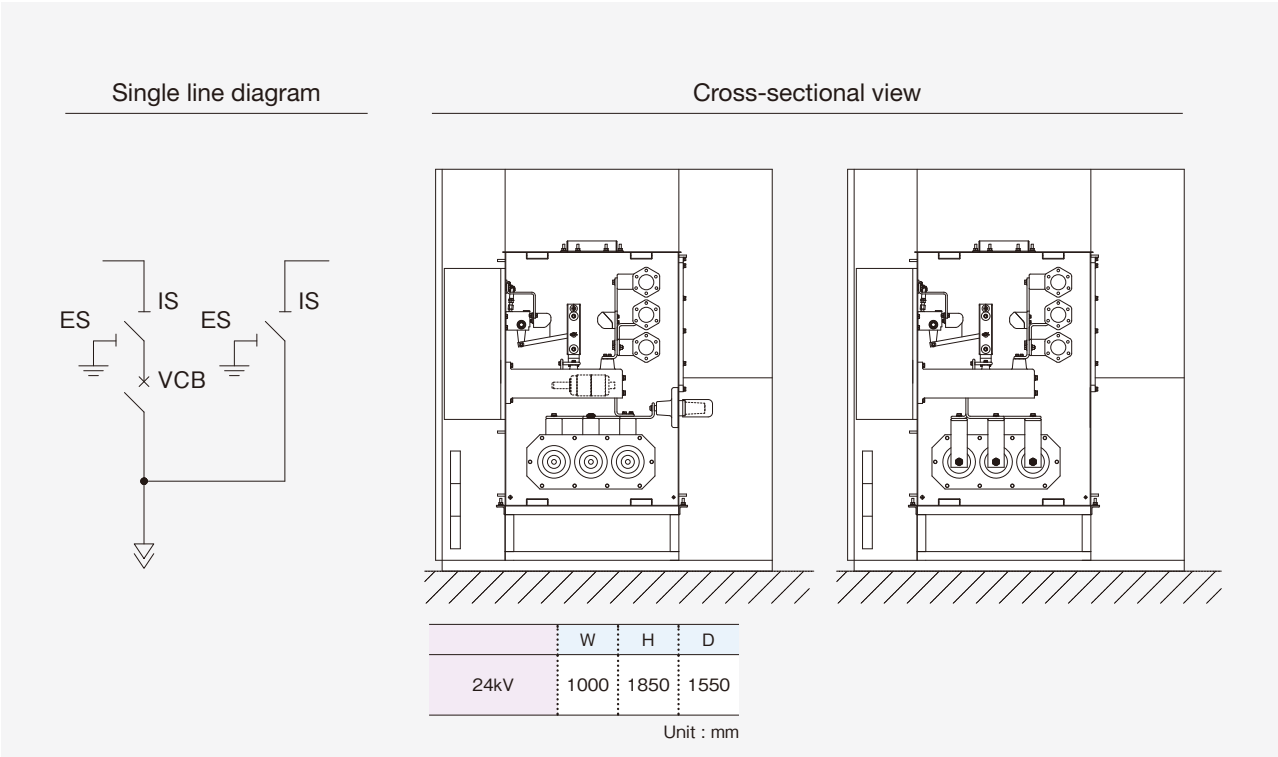 Single line diagram
Cross-sectional view
IS
IS
ES
ES
VCB
W H D
24kV 1000 1850 1550
Unit : mm